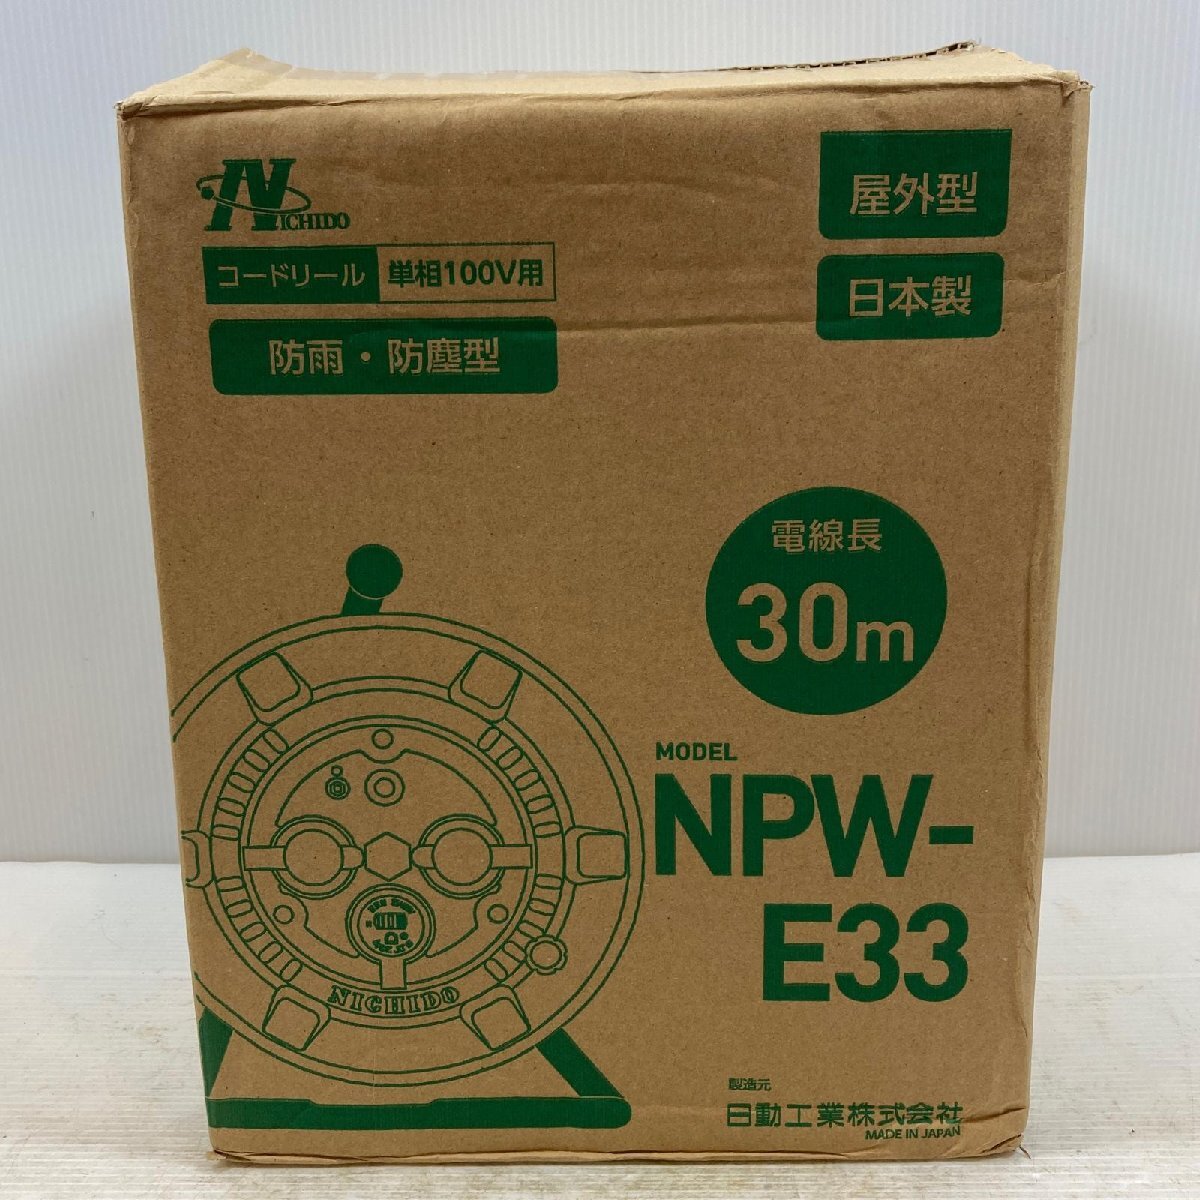 NICHIDO
コードリール 単相100V用
防雨・防塵型
屋外型
日本製
電線長
30m
MODEL
NPW-
E33
NICHIDO
製造元
日動工業株式会社
MADE IN JAPAN